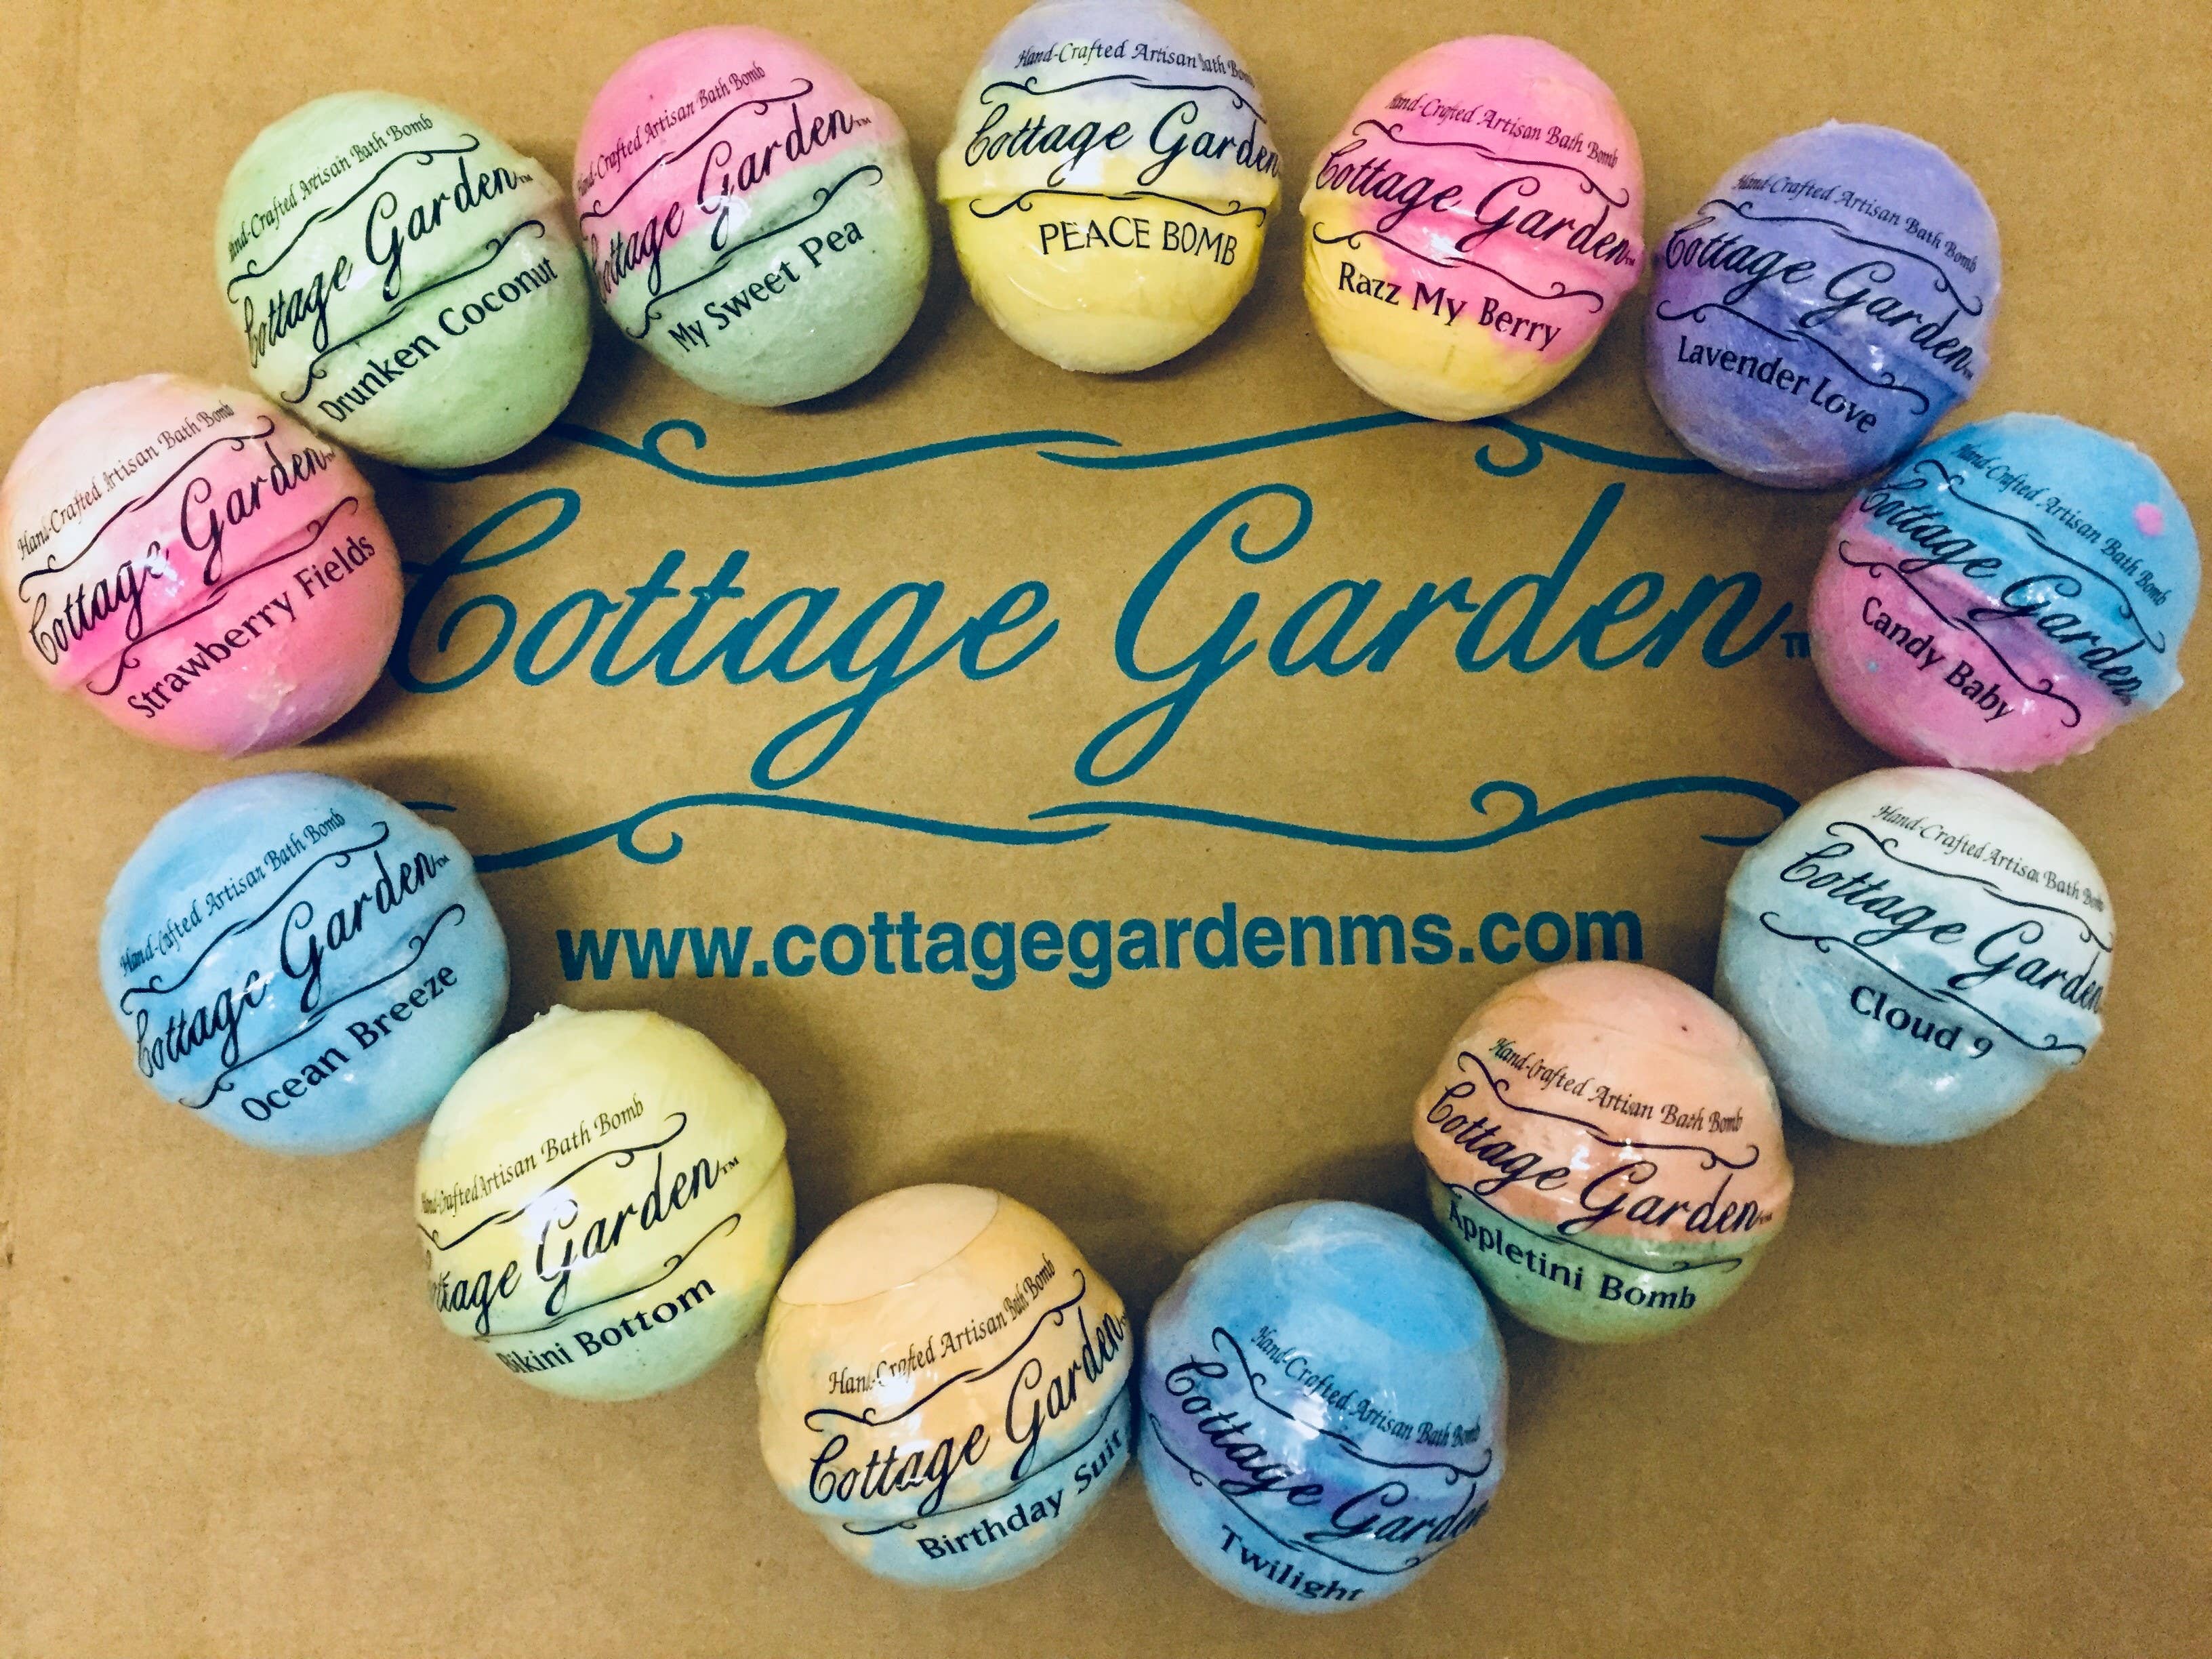 Hand-Crafted Artisan Bath Bomb
Cottage Garden™
Drunken Coconut
Hand-Crafted Artisan Bath Bomb
Cottage Garden™
My Sweet Pea
Hand-Crafted Artisan Bath Bomb
Cottage Garden
PEACE BOMB
Hand-Crafted Artisan Bath Bomb
Cottage Garden™
Razz My Berry
Hand-Crafted Artisan Bath Bomb
Cottage Garden™
Lavender Love
Hand-Crafted Artisan Bath Bomb
Cottage Garden™
Strawberry Fields
Cottage Garden™
www.cottagegardenms.com
Hand-Crafted Artisan Bath Bomb
Cottage Garden
Candy Baby
Hand-Crafted Artisan Bath Bomb
Cottage Garden™
Ocean Breeze
Hand-Crafted Artisan Bath Bomb
Cottage Garden
Cloud 9
Hand-Crafted Artisan Bath Bomb
Cottage Garden™
Bikini Bottom
Hand-Crafted Artisan Bath Bomb
Cottage Garden™
Appletini Bomb
Hand-Crafted Artisan Bath Bomb
Cottage Garden
Birthday Suit
Hand-Crafted Artisan Bath Bomb
Cottage Garden
Twilight